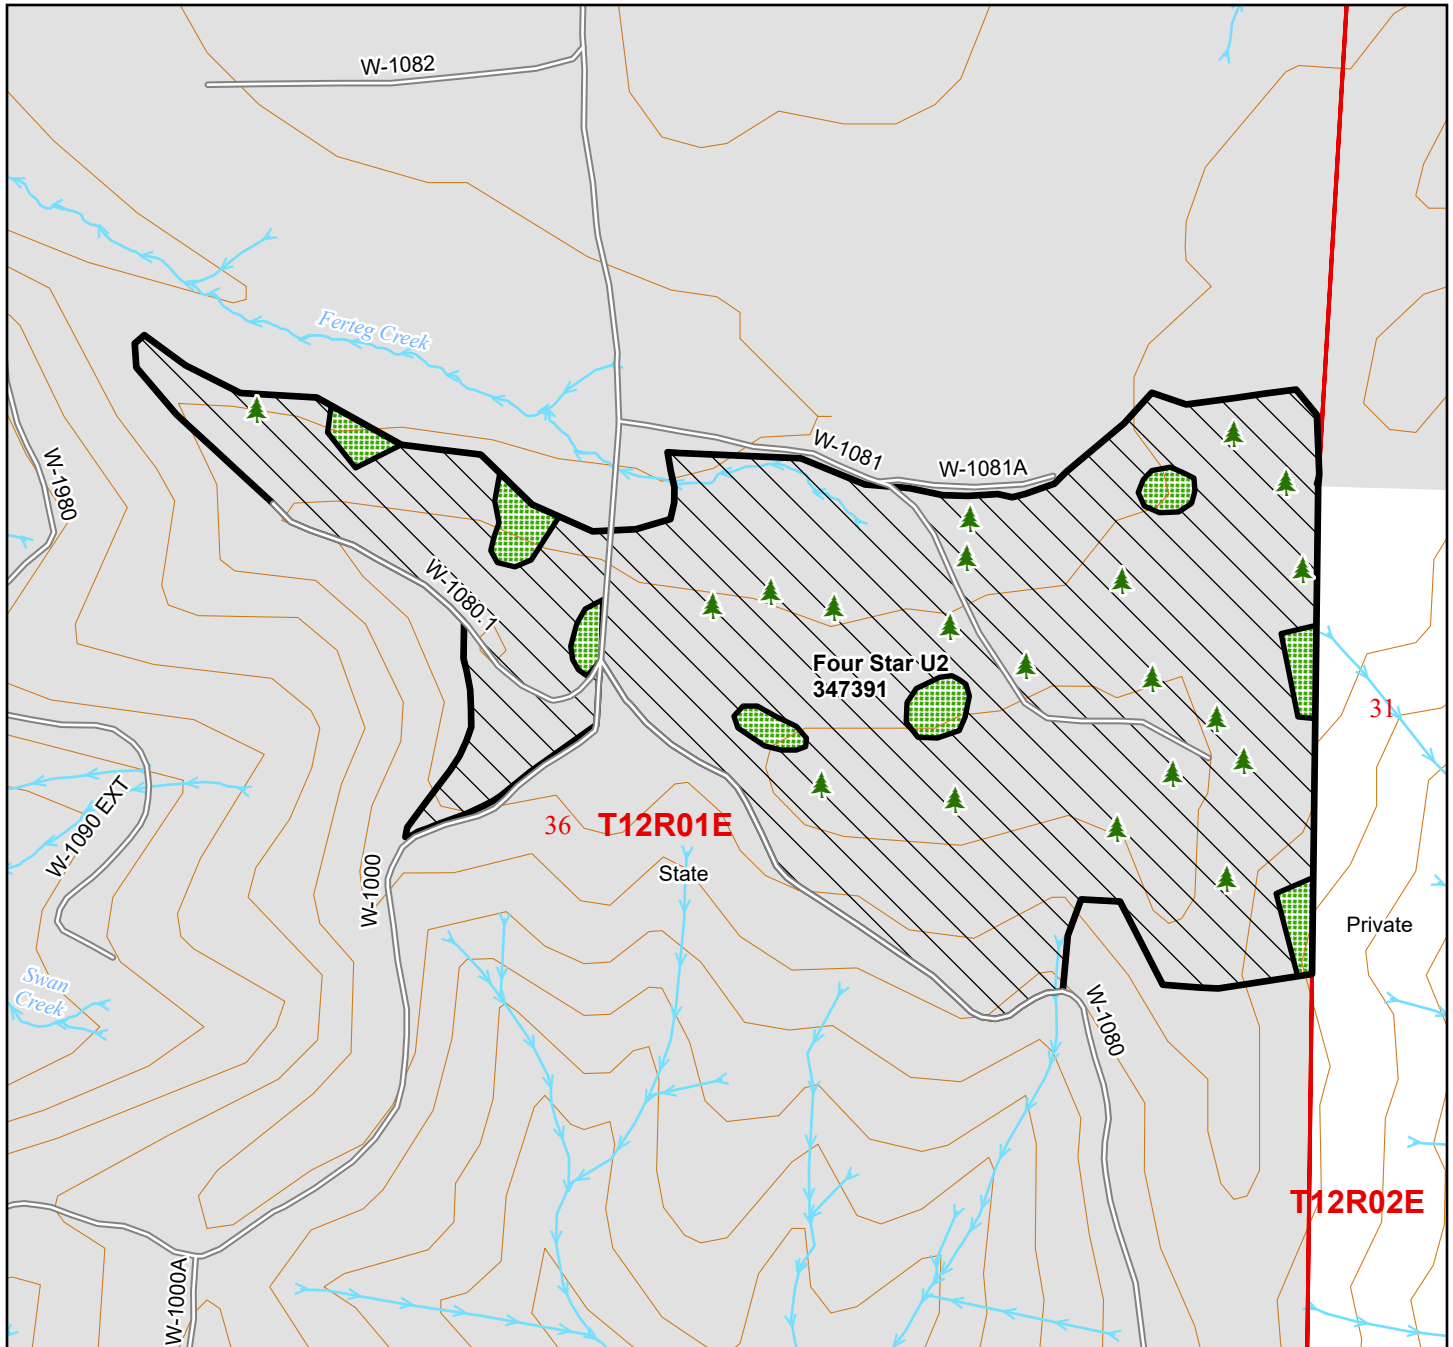 W-1082
Ferteg Creek
W-1081
W-1081A
W-1980
W-1080.1
Four Star U2
347391
31
W-1090 EXT
36
T12R01E
State
W-1000
Private
Swan
Creek
W-1080
T12R02E
W-1000A